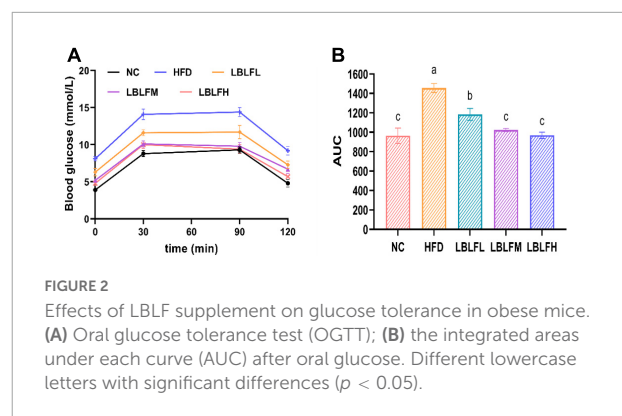 A
NC HFD LBLFL
LBLFM LBLFH
Blood glucose (mmol/L)
20
15
10
5
0
0 30 60 90 120
time (min)
B
AUC
1600
1400
1200
1000
800
600
400
200
0
c a b c c
NC HFD LBLFL LBLFM LBLFH
FIGURE 2
Effects of LBLF supplement on glucose tolerance in obese mice.
(A) Oral glucose tolerance test (OGTT); (B) the integrated areas
under each curve (AUC) after oral glucose. Different lowercase
letters with significant differences (p < 0.05).